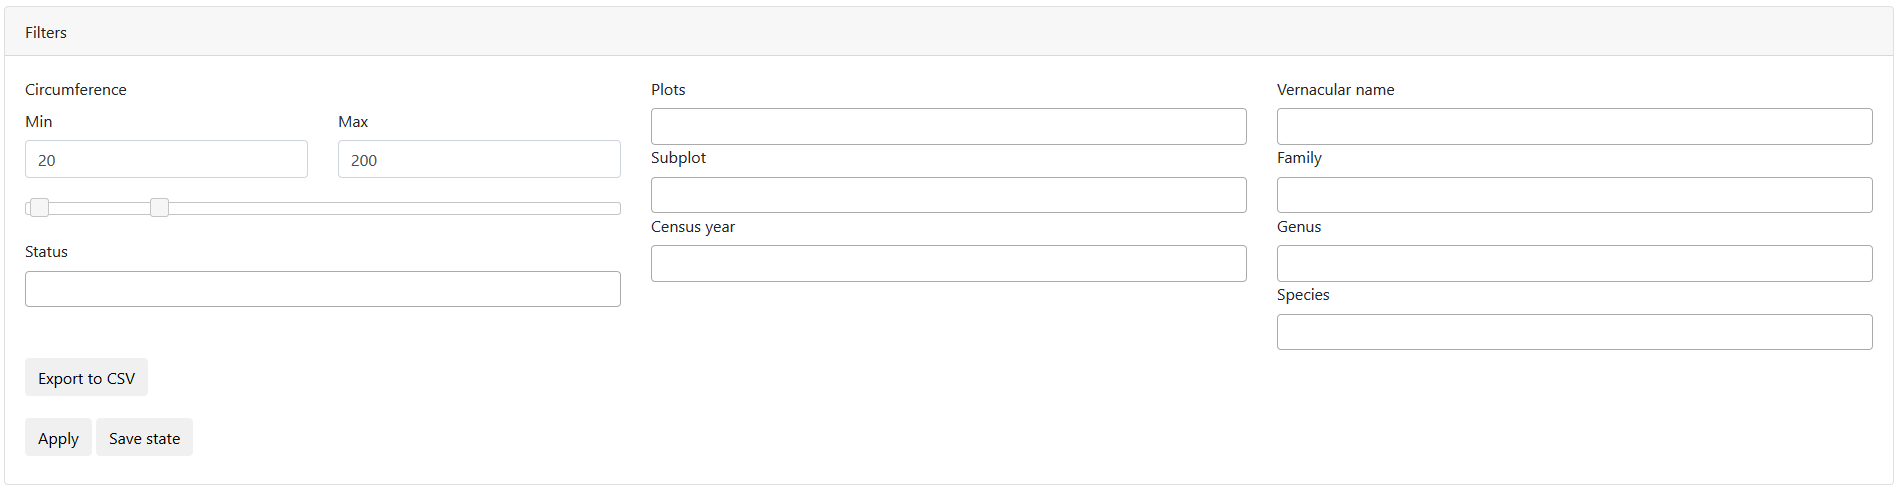 Filters
Circumference
Min
Max
20
200
Status
Plots
Subplot
Census year
Vernacular name
Family
Genus
Species
Export to CSV
Apply
Save state